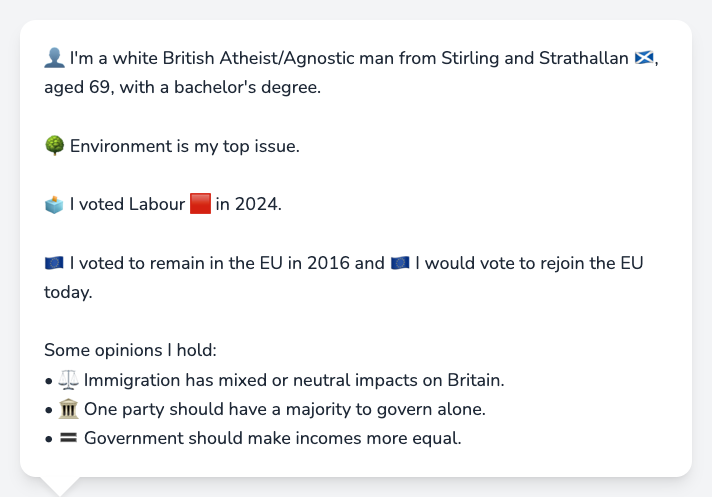 👤 I'm a white British Atheist/Agnostic man from Stirling and Strathallan 🏴󠁧󠁢󠁳󠁣󠁴󠁿,
aged 69, with a bachelor's degree.
🌳 Environment is my top issue.
🗳️ I voted Labour 🟥 in 2024.
🇪🇺 I voted to remain in the EU in 2016 and 🇪🇺 I would vote to rejoin the EU
today.
Some opinions I hold:
• ⚖️ Immigration has mixed or neutral impacts on Britain.
• 🏛️ One party should have a majority to govern alone.
• 🟰 Government should make incomes more equal.